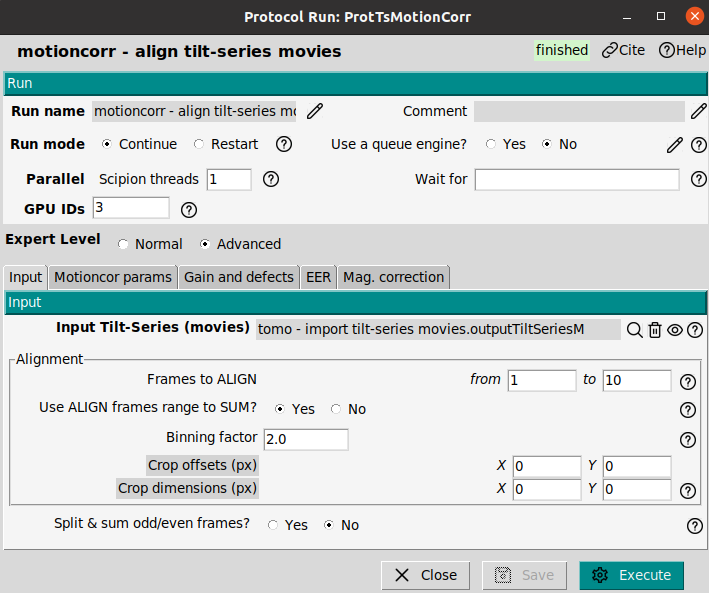 Protocol Run: ProtTsMotionCorr
motioncorr - align tilt-series movies finished Cite Help
Run
Run name motioncorr - align tilt-series mo Comment
Run mode Continue Restart Use a queue engine? Yes No
Parallel Scipion threads 1 Wait for
GPU IDs 3
Expert Level Normal Advanced
Input Motioncor params Gain and defects EER Mag. correction
Input
Input Tilt-Series (movies) tomo - import tilt-series movies.outputTiltSeriesM
Alignment
Frames to ALIGN from 1 to 10
Use ALIGN frames range to SUM? Yes No
Binning factor 2.0
Crop offsets (px) X 0 Y 0
Crop dimensions (px) X 0 Y 0
Split & sum odd/even frames? Yes No
Close Save Execute